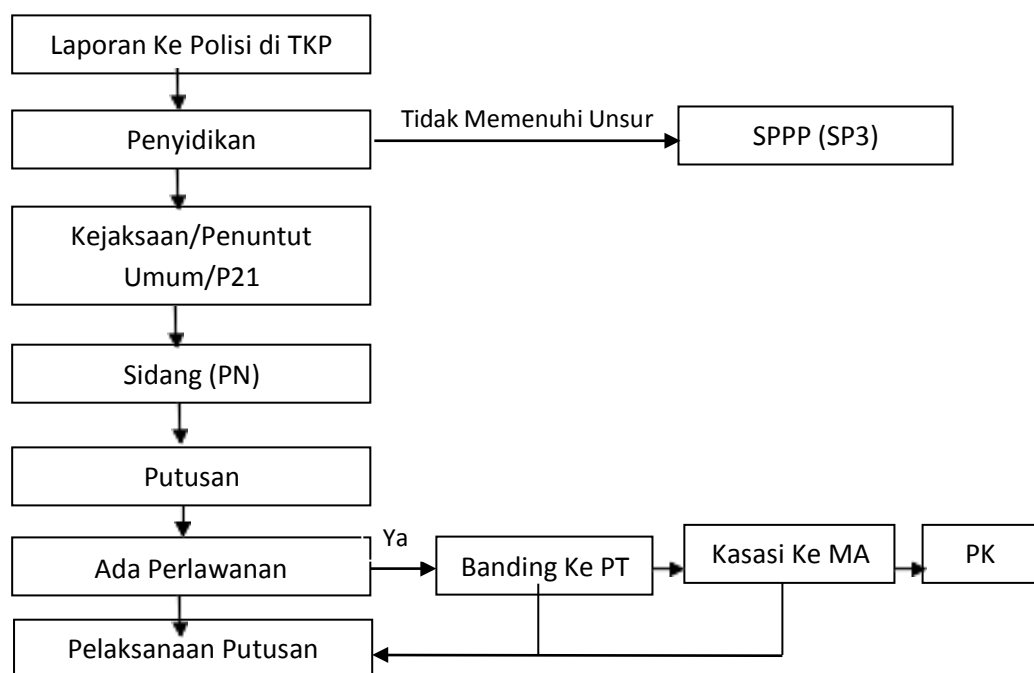 Laporan Ke Polisi di TKP
Penyidikan
Tidak Memenuhi Unsur
SPPP (SP3)
Kejaksaan/Penuntut
Umum/P21
Sidang (PN)
Putusan
Ada Perlawanan
Ya
Banding Ke PT
Kasasi Ke MA
PK
Pelaksanaan Putusan